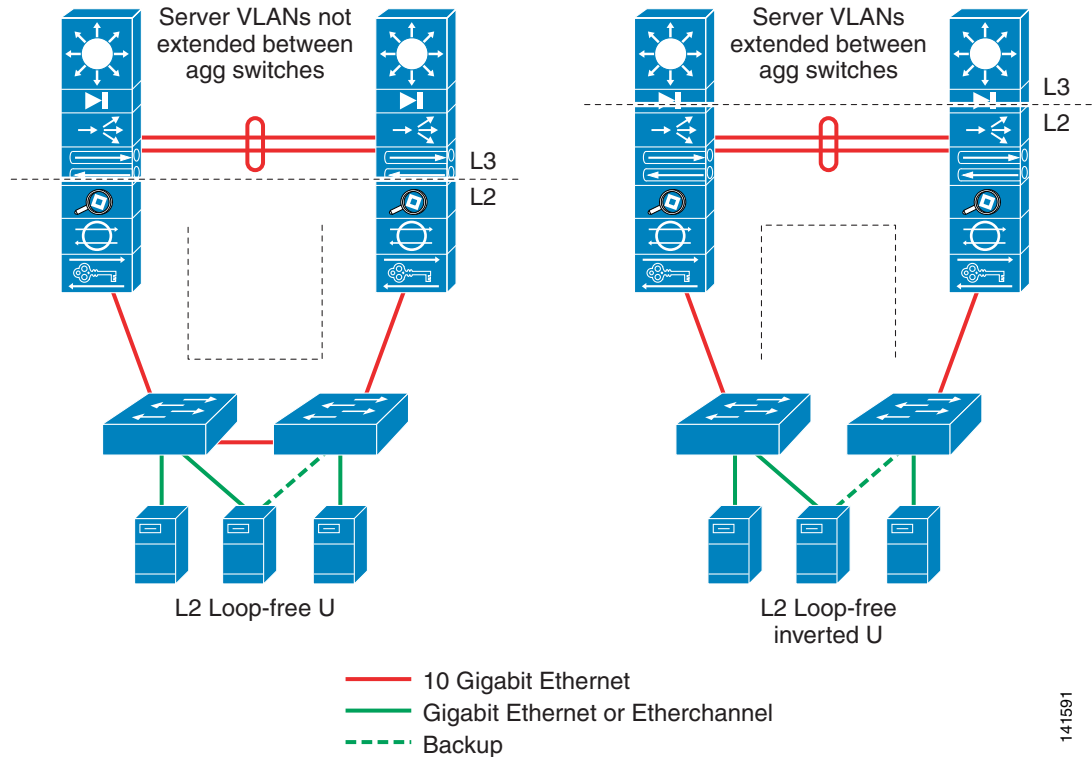 Server VLANs not
extended between
agg switches
L3
L2
L2 Loop-free U
Server VLANs
extended between
agg switches
L3
L2
L2 Loop-free
inverted U
10 Gigabit Ethernet
Gigabit Ethernet or Etherchannel
Backup
141591